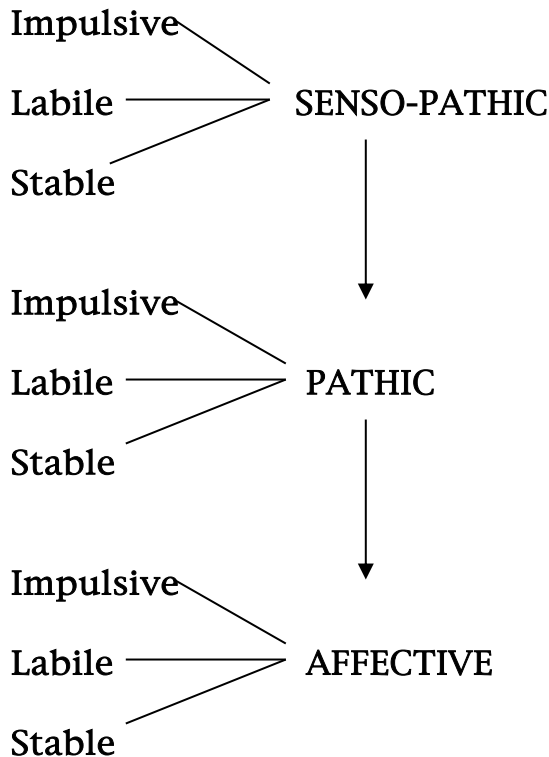 Impulsive
Labile
SENSO-PATHIC
Stable
Impulsive
Labile
PATHIC
Stable
Impulsive
Labile
AFFECTIVE
Stable